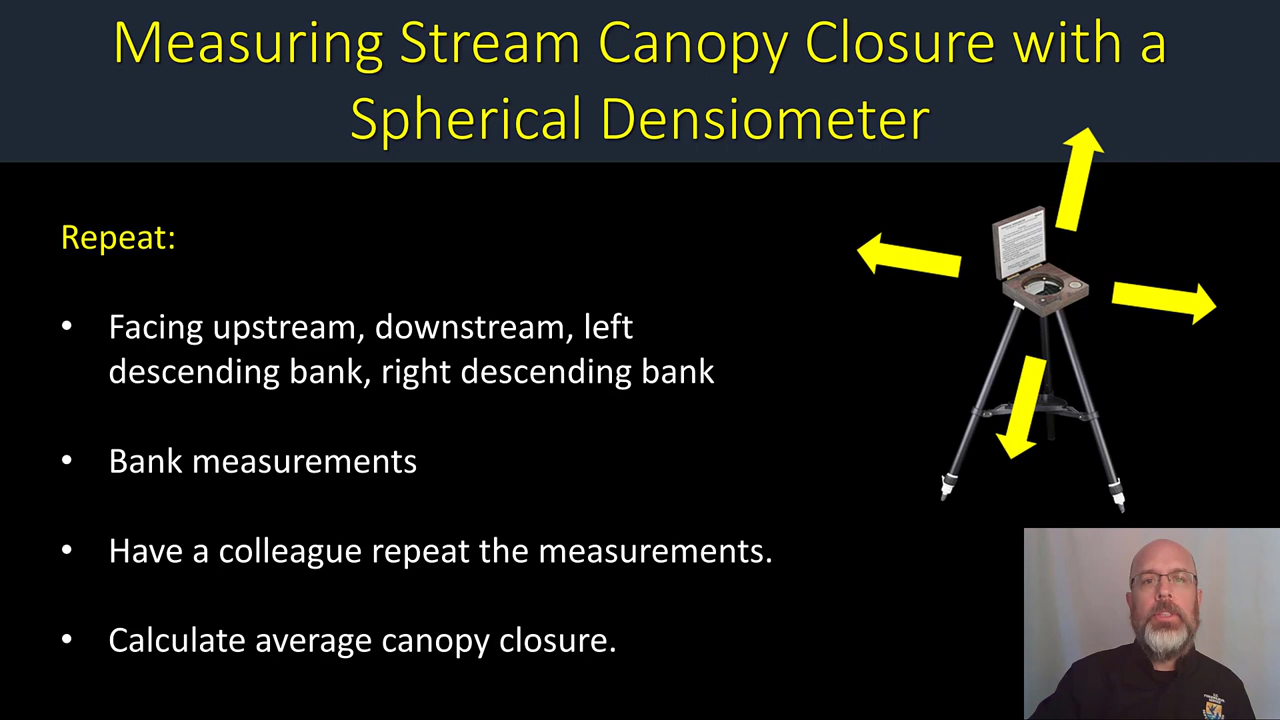 Measuring Stream Canopy Closure with a
Spherical Densiometer
Repeat:
• Facing upstream, downstream, left
descending bank, right descending bank
• Bank measurements
• Have a colleague repeat the measurements.
• Calculate average canopy closure.